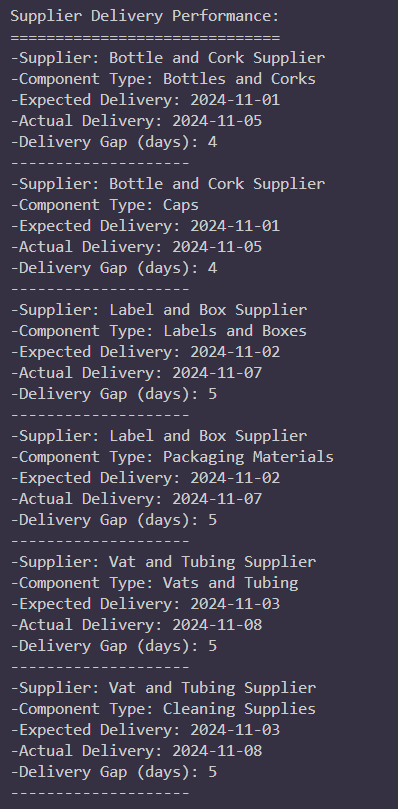 Supplier Delivery Performance:
==============================
-Supplier: Bottle and Cork Supplier
-Component Type: Bottles and Corks
-Expected Delivery: 2024-11-01
-Actual Delivery: 2024-11-05
-Delivery Gap (days): 4
--------------------
-Supplier: Bottle and Cork Supplier
-Component Type: Caps
-Expected Delivery: 2024-11-01
-Actual Delivery: 2024-11-05
-Delivery Gap (days): 4
--------------------
-Supplier: Label and Box Supplier
-Component Type: Labels and Boxes
-Expected Delivery: 2024-11-02
-Actual Delivery: 2024-11-07
-Delivery Gap (days): 5
--------------------
-Supplier: Label and Box Supplier
-Component Type: Packaging Materials
-Expected Delivery: 2024-11-02
-Actual Delivery: 2024-11-07
-Delivery Gap (days): 5
--------------------
-Supplier: Vat and Tubing Supplier
-Component Type: Vats and Tubing
-Expected Delivery: 2024-11-03
-Actual Delivery: 2024-11-08
-Delivery Gap (days): 5
--------------------
-Supplier: Vat and Tubing Supplier
-Component Type: Cleaning Supplies
-Expected Delivery: 2024-11-03
-Actual Delivery: 2024-11-08
-Delivery Gap (days): 5
--------------------